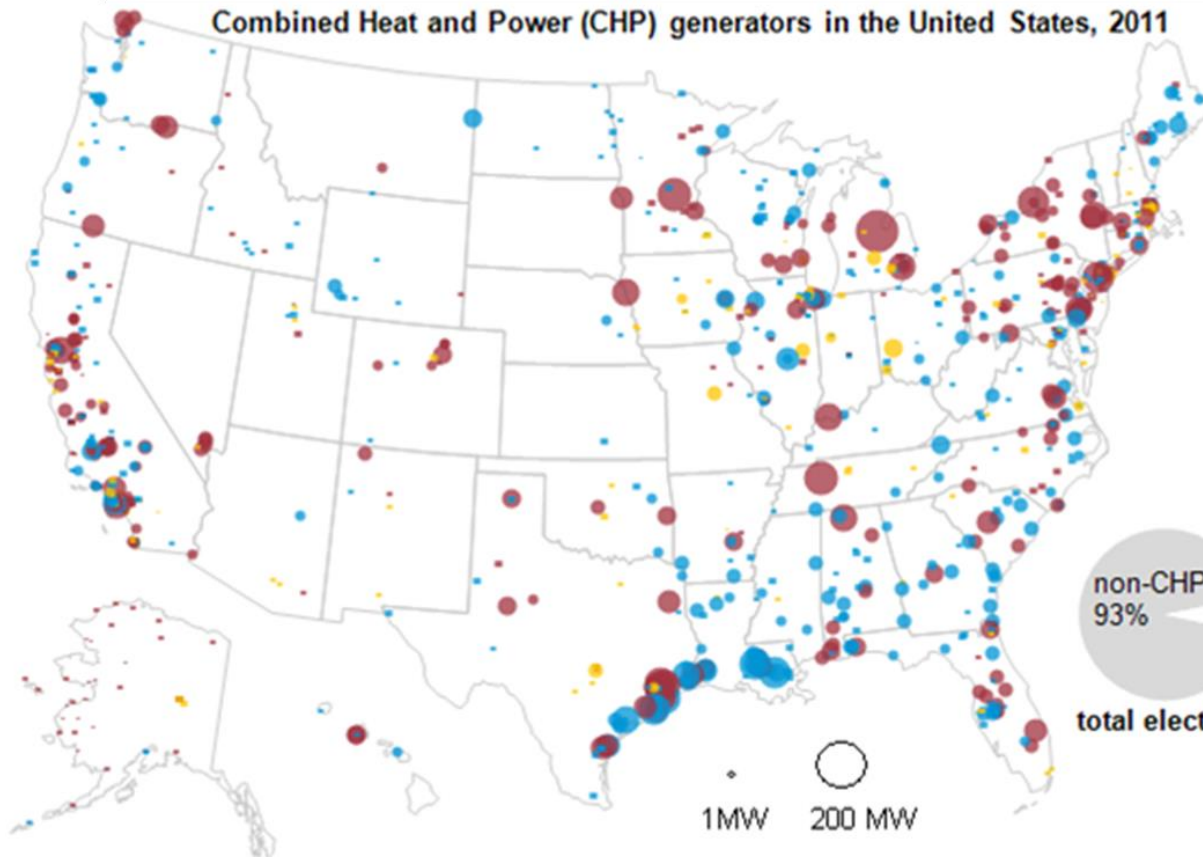 Combined Heat and Power (CHP) generators in the United States, 2011
non-CHP
93%
total elect
1MW 200 MW